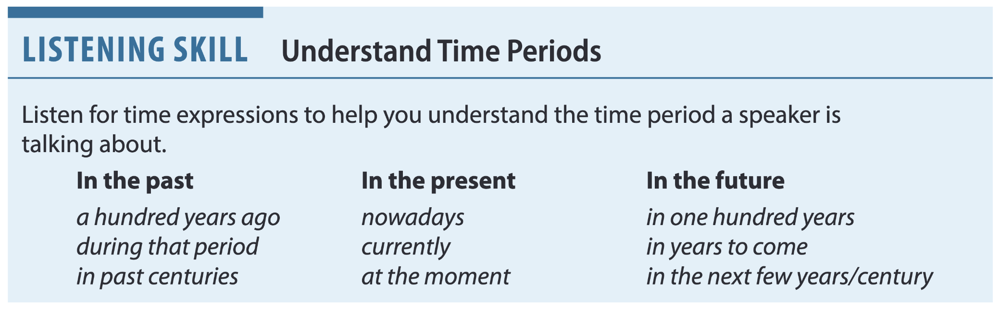 LISTENING SKILL Understand Time Periods
Listen for time expressions to help you understand the time period a speaker is
talking about.
In the past In the present In the future
a hundred years ago nowadays in one hundred years
during that period currently in years to come
in past centuries at the moment in the next few years/century